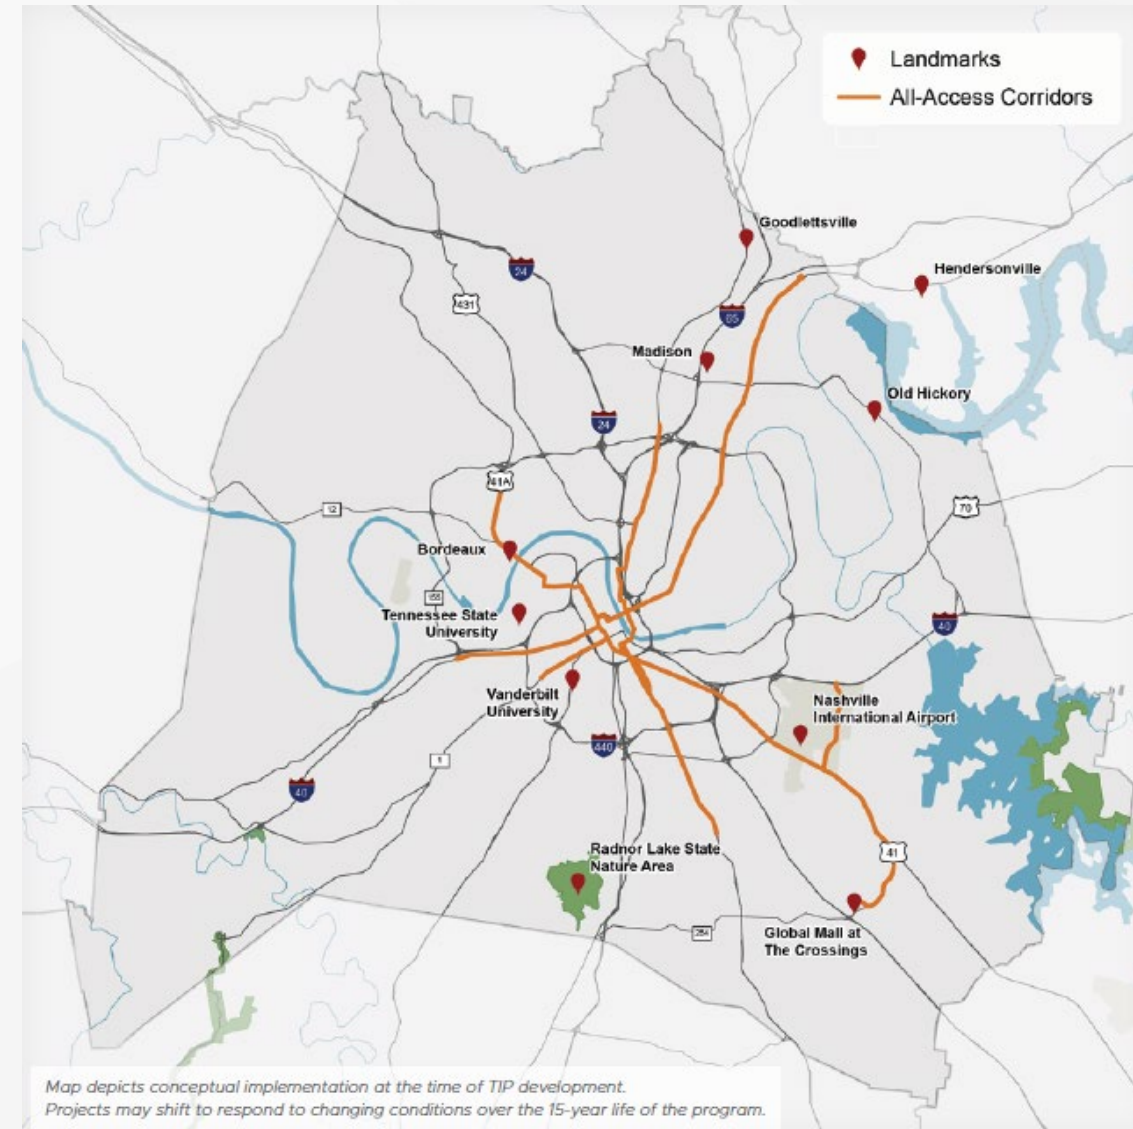 Landmarks
All-Access Corridors
Goodlettsville
24
Hendersonville
431
65
Madison
Old Hickory
24
41A
70
12
Bordeaux
155
Tennessee State
University
40
Vanderbilt
University
Nashville
International Airport
440
1
40
Radnor Lake State
Nature Area
41
254
Global Mall at
The Crossings
Map depicts conceptual implementation at the time of TIP development.
Projects may shift to respond to changing conditions over the 15-year life of the program.